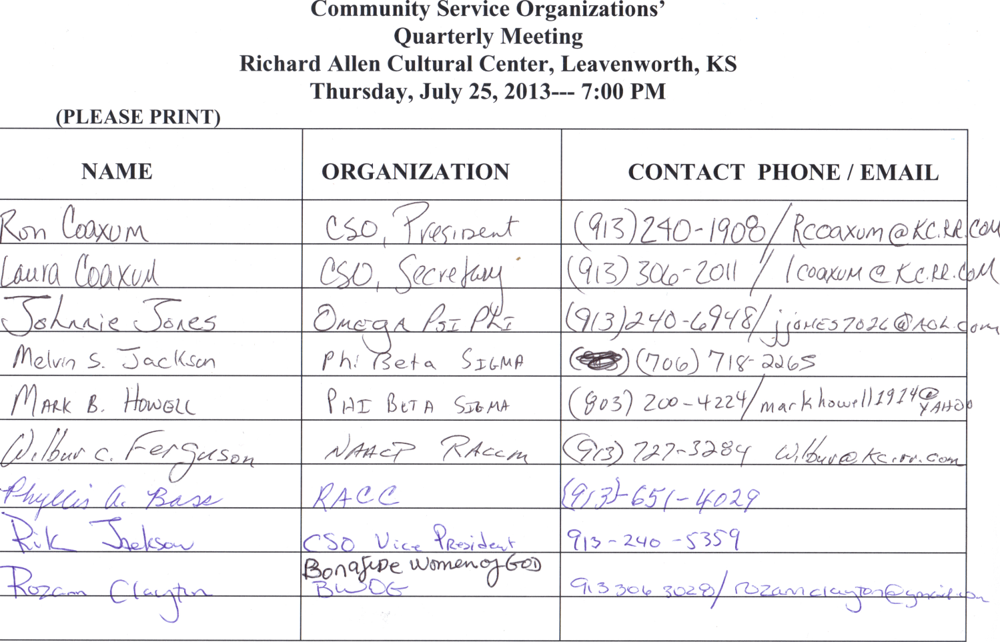 Community Service Organizations'
Quarterly Meeting
Richard Allen Cultural Center, Leavenworth, KS
Thursday, July 25, 2013--- 7:00 PM
(PLEASE PRINT)
NAME ORGANIZATION CONTACT PHONE / EMAIL
Ron Coaxum CSO, President (913)240-1908/Rcoaxum@KC.RR.COM
Laura Coaxum CSO, Secretary (913)306-2011 / lcoaxum@KC.RR.COM
Johnnie Jones Omega Psi Phi (913)240-6948/jjones7026@AOL.com
Melvin S. Jackson Phi Beta SIGMA (706) 718-2265
MARK B. HOWELL PHI BETA SIGMA (803) 200-4224/markhowell1914@YAHOO
Wilbur C. Ferguson NAACP RACCM (913) 727-3284 Wilbur@kc.rr.com
Phyllis A. Bass RACC (913)-651-4029
Rik Jackson CSO Vice President 913-240-5359
Bonafide Women of GOD
Rozann Clayton BWOG 913 306 3028/rozannclayton@gmail.com